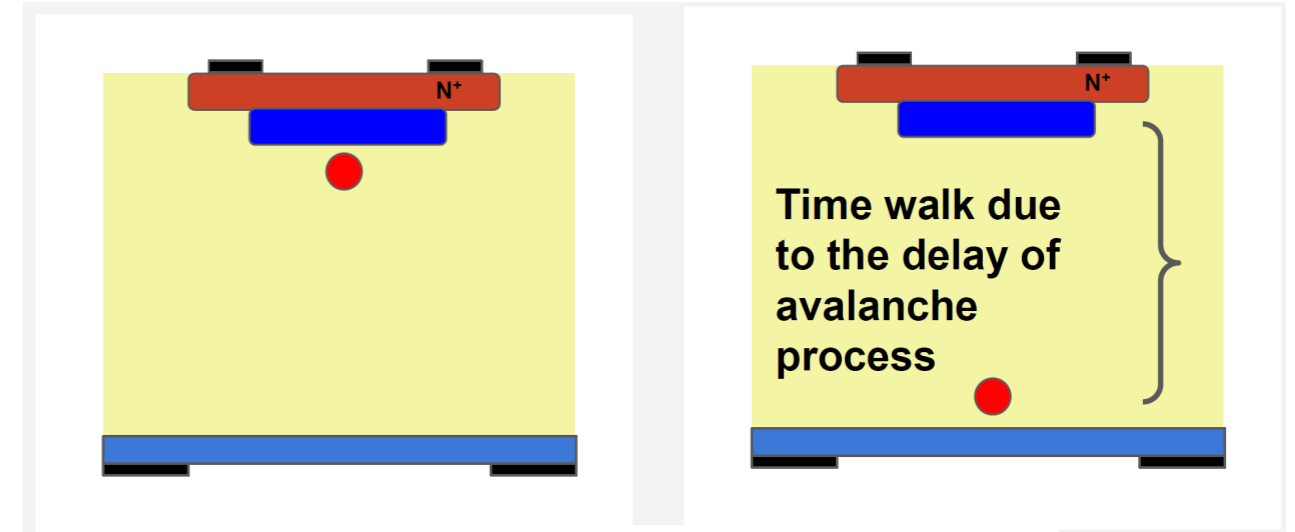 N⁺
N⁺
Time walk due
to the delay of
avalanche
process